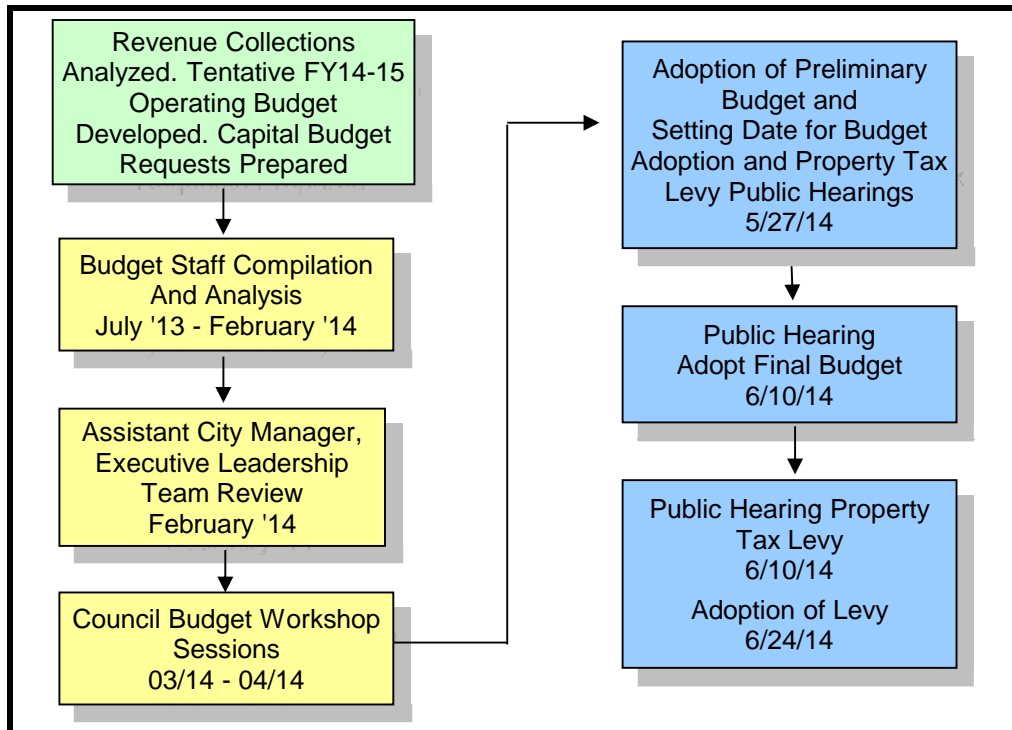 Revenue Collections
Analyzed. Tentative FY14-15
Operating Budget
Developed. Capital Budget
Requests Prepared
Budget Staff Compilation
And Analysis
July '13 - February '14
Assistant City Manager,
Executive Leadership
Team Review
February '14
Council Budget Workshop
Sessions
03/14 - 04/14
Adoption of Preliminary
Budget and
Setting Date for Budget
Adoption and Property Tax
Levy Public Hearings
5/27/14
Public Hearing
Adopt Final Budget
6/10/14
Public Hearing Property
Tax Levy
6/10/14
Adoption of Levy
6/24/14